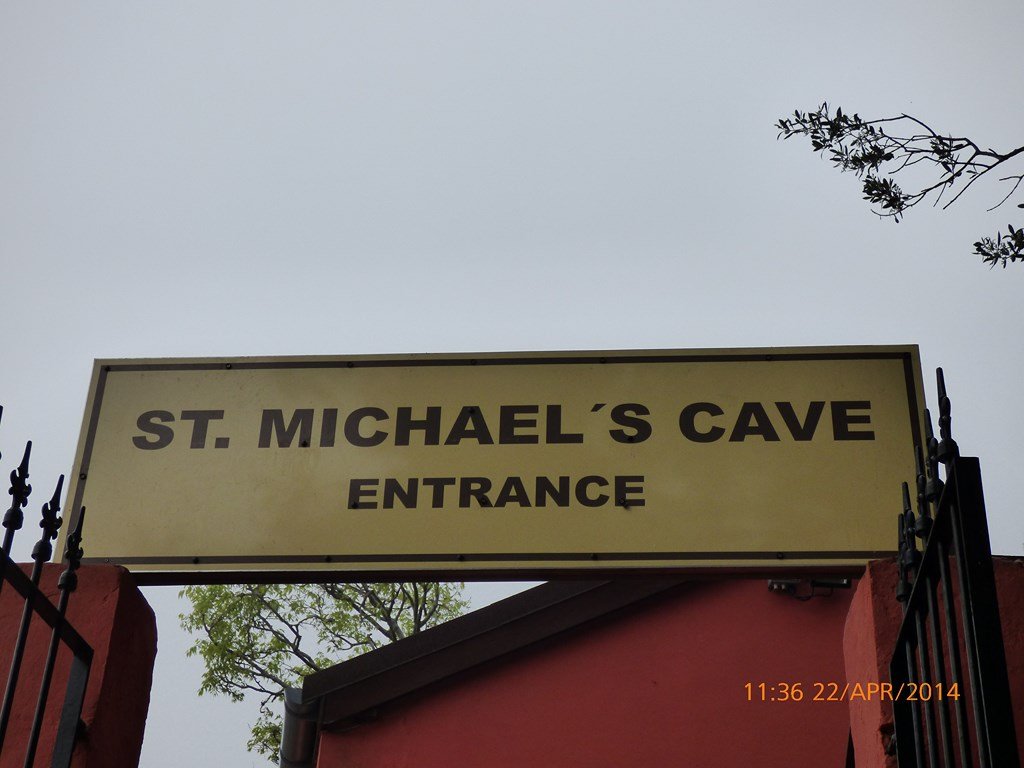 ST. MICHAEL´S CAVE
ENTRANCE
11:36 22/APR/2014